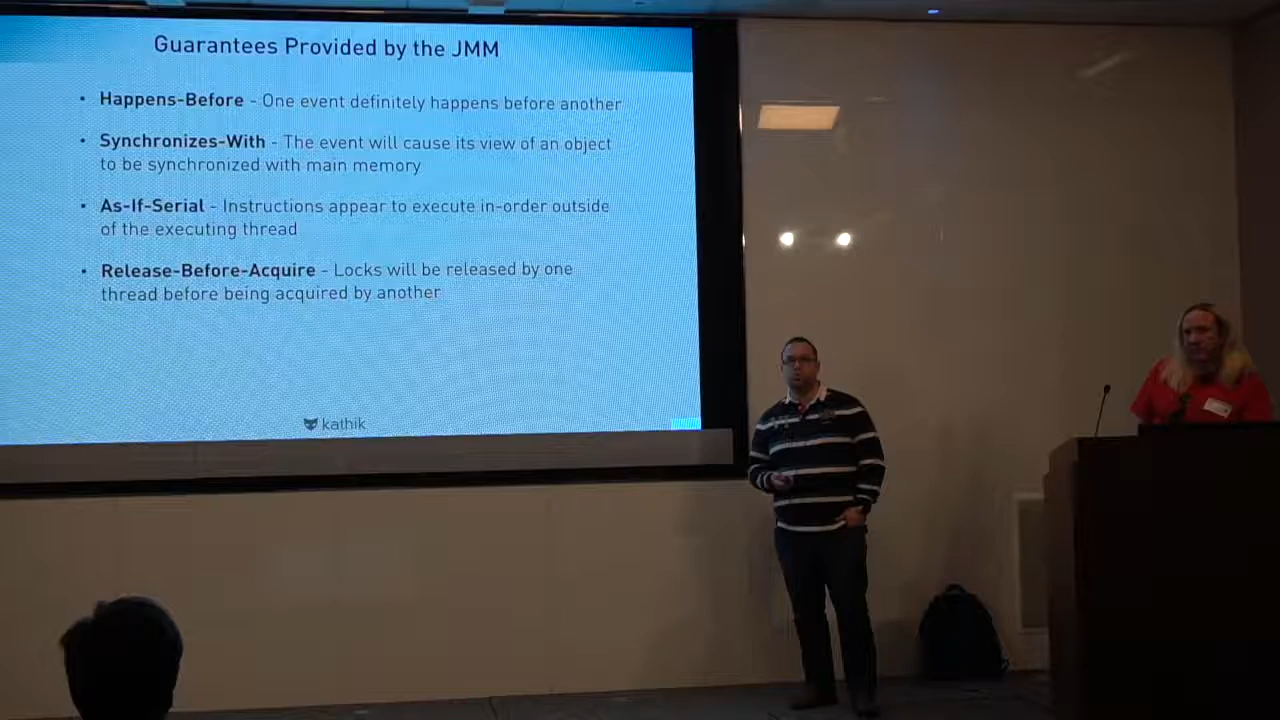 Guarantees Provided by the JMM
• Happens-Before - One event definitely happens before another
• Synchronizes-With - The event will cause its view of an object
to be synchronized with main memory
• As-If-Serial - Instructions appear to execute in-order outside
of the executing thread
• Release-Before-Acquire - Locks will be released by one
thread before being acquired by another
kathik